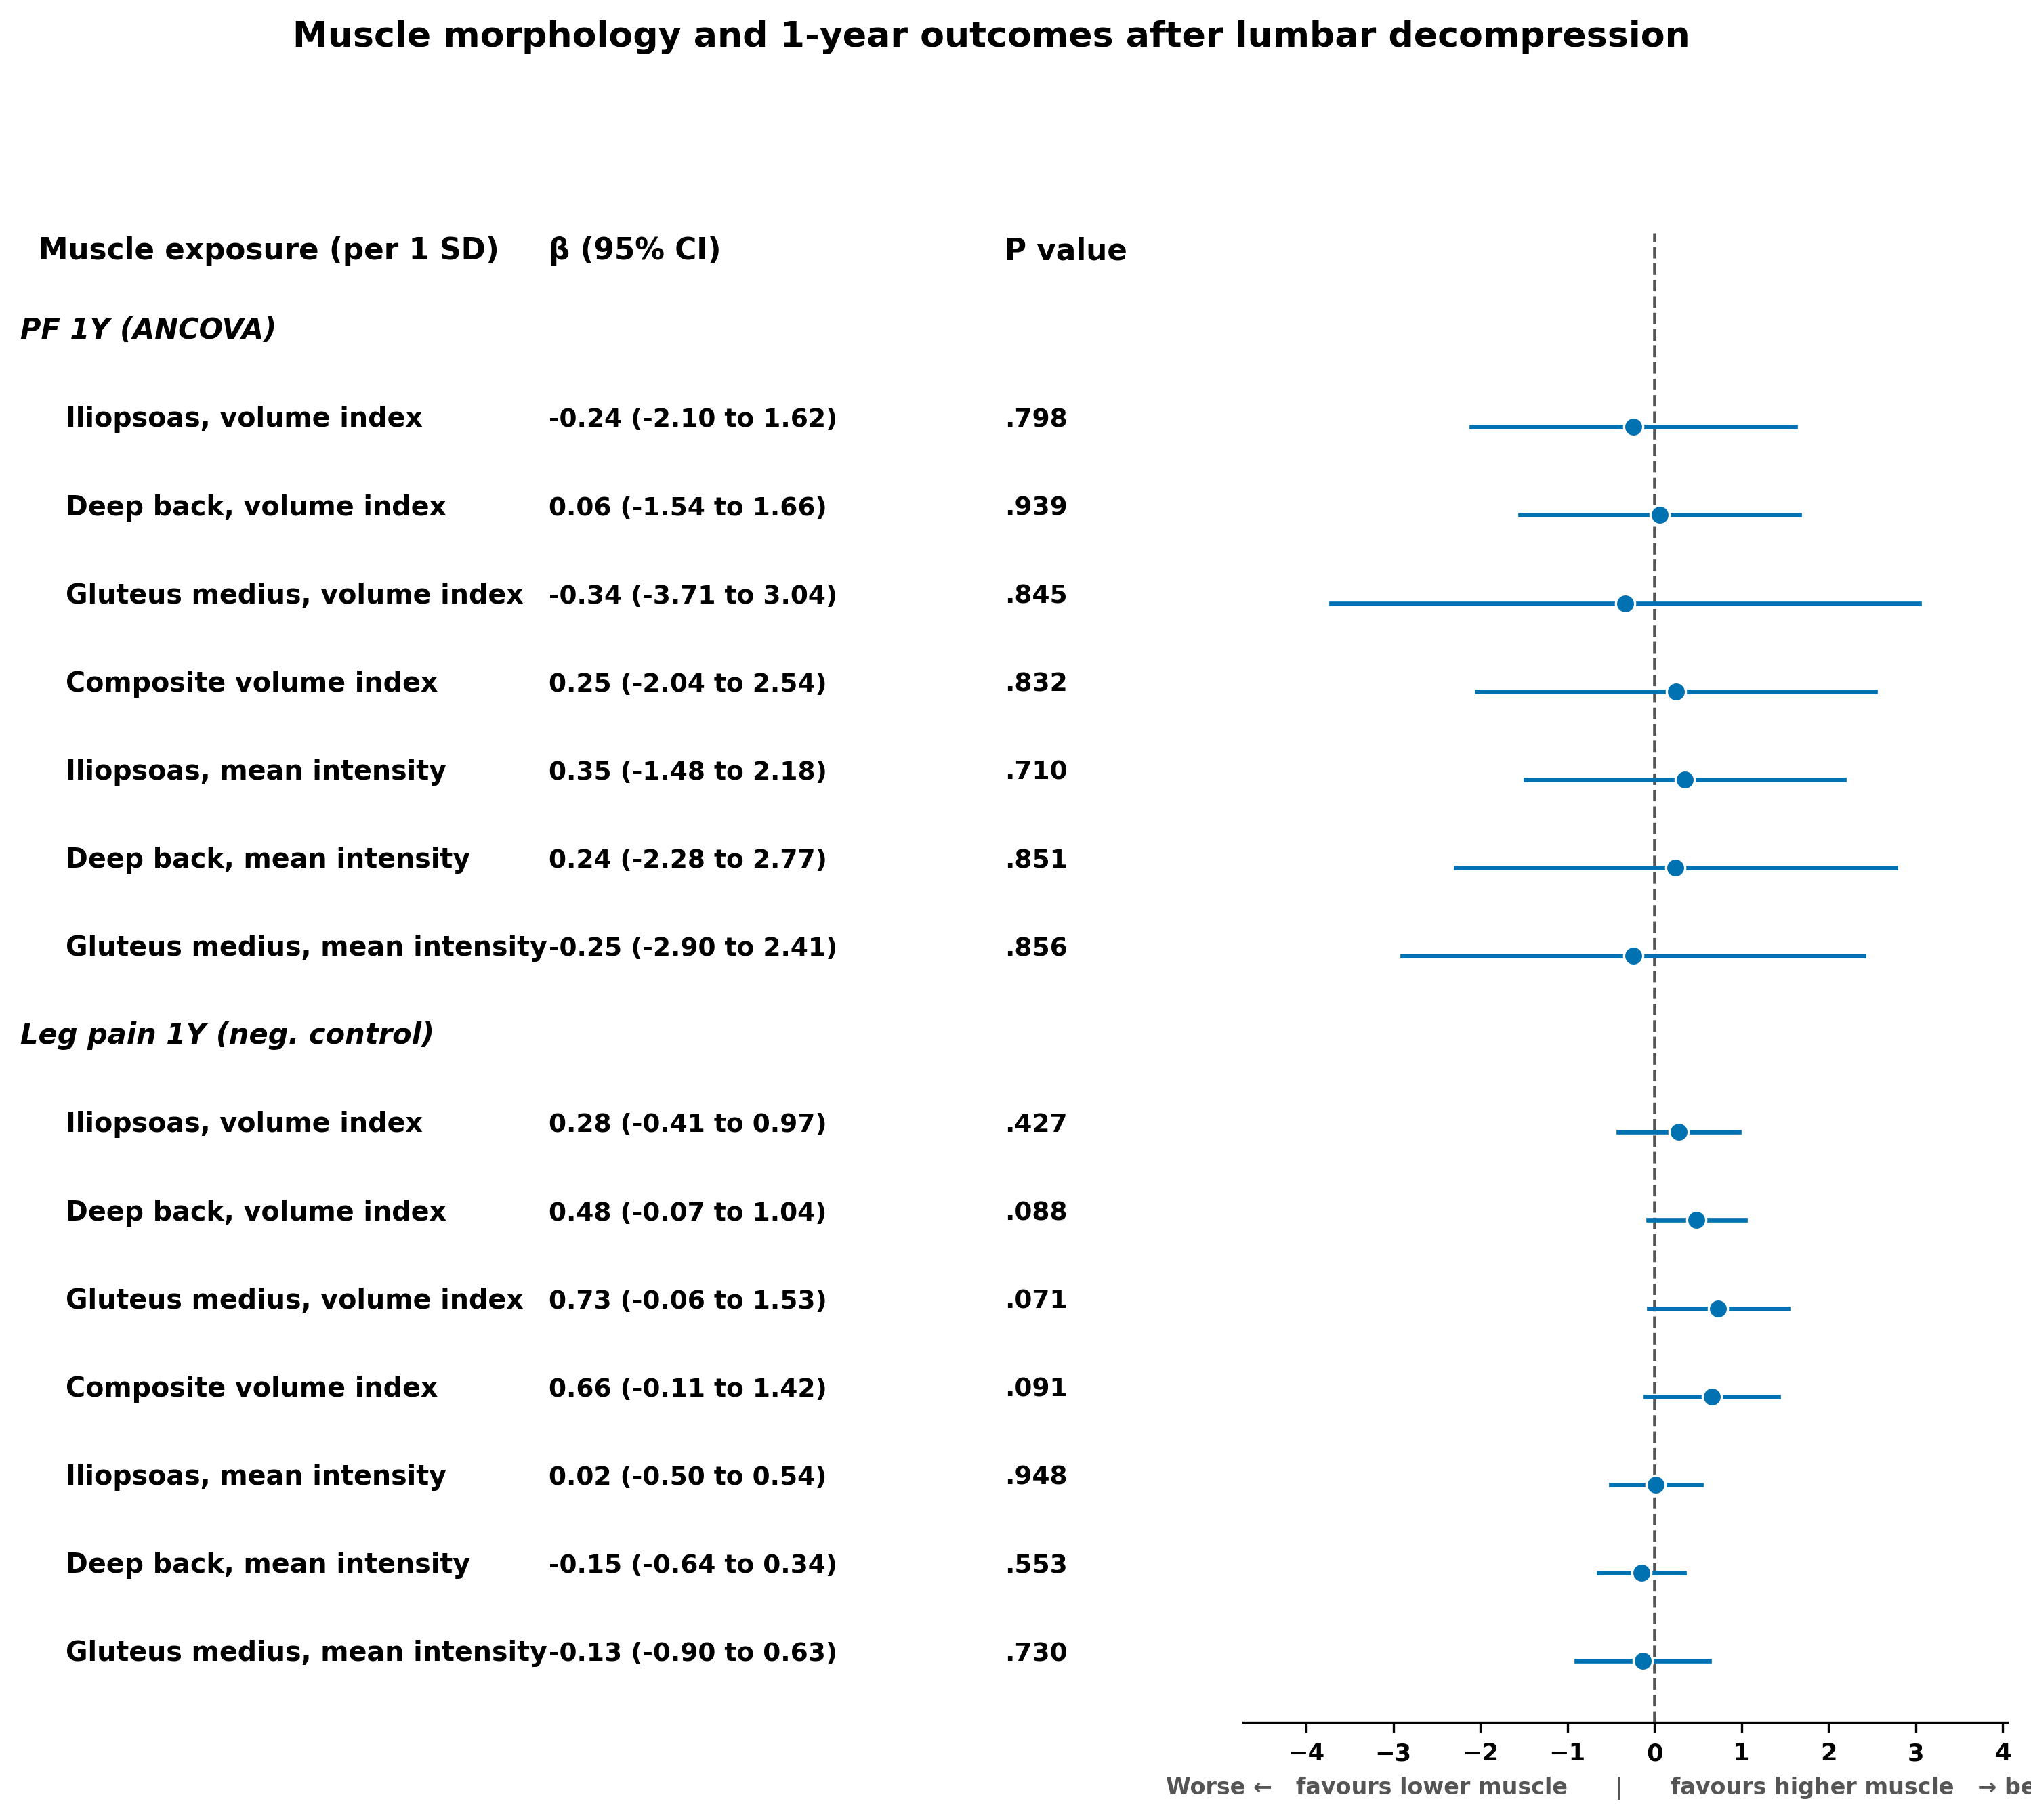 Muscle morphology and 1-year outcomes after lumbar decompression
Muscle exposure (per 1 SD) β (95% CI) P value
PF 1Y (ANCOVA)
Iliopsoas, volume index -0.24 (-2.10 to 1.62) .798
Deep back, volume index 0.06 (-1.54 to 1.66) .939
Gluteus medius, volume index -0.34 (-3.71 to 3.04) .845
Composite volume index 0.25 (-2.04 to 2.54) .832
Iliopsoas, mean intensity 0.35 (-1.48 to 2.18) .710
Deep back, mean intensity 0.24 (-2.28 to 2.77) .851
Gluteus medius, mean intensity -0.25 (-2.90 to 2.41) .856
Leg pain 1Y (neg. control)
Iliopsoas, volume index 0.28 (-0.41 to 0.97) .427
Deep back, volume index 0.48 (-0.07 to 1.04) .088
Gluteus medius, volume index 0.73 (-0.06 to 1.53) .071
Composite volume index 0.66 (-0.11 to 1.42) .091
Iliopsoas, mean intensity 0.02 (-0.50 to 0.54) .948
Deep back, mean intensity -0.15 (-0.64 to 0.34) .553
Gluteus medius, mean intensity -0.13 (-0.90 to 0.63) .730
−4 −3 −2 −1 0 1 2 3 4
Worse ← favours lower muscle | favours higher muscle → be